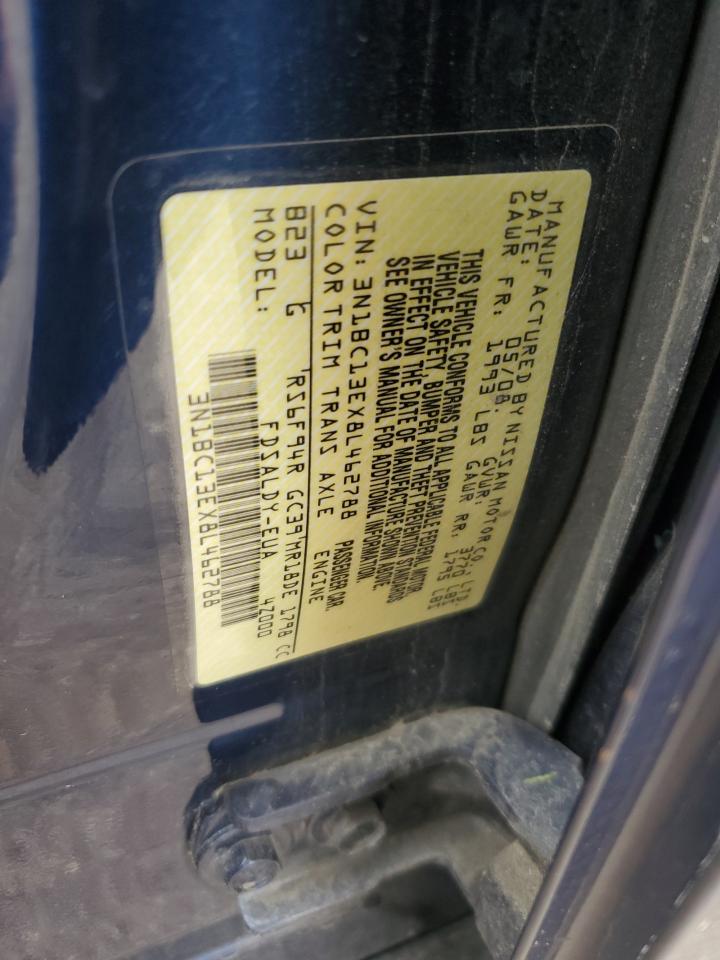 MANUFACTURED BY NISSAN MOTOR CO., LTD.
DATE: 05/08 GVWR: 3770 LBS
GAWR FR: 1993 LBS GAWR RR: 1795 LBS
THIS VEHICLE CONFORMS TO ALL APPLICABLE FEDERAL MOTOR
VEHICLE SAFETY, BUMPER AND THEFT PREVENTION STANDARDS
IN EFFECT ON THE DATE OF MANUFACTURE SHOWN ABOVE.
SEE OWNER'S MANUAL FOR ADDITIONAL INFORMATION.
VIN: 3N1BC13EX8L462788 PASSENGER CAR
COLOR TRIM TRANS AXLE ENGINE
B23 G RS6F94R GC39 MR18DE 1798 CC
MODEL: FDSALDY-EUA 4Z000
3N1BC13EX8L462788